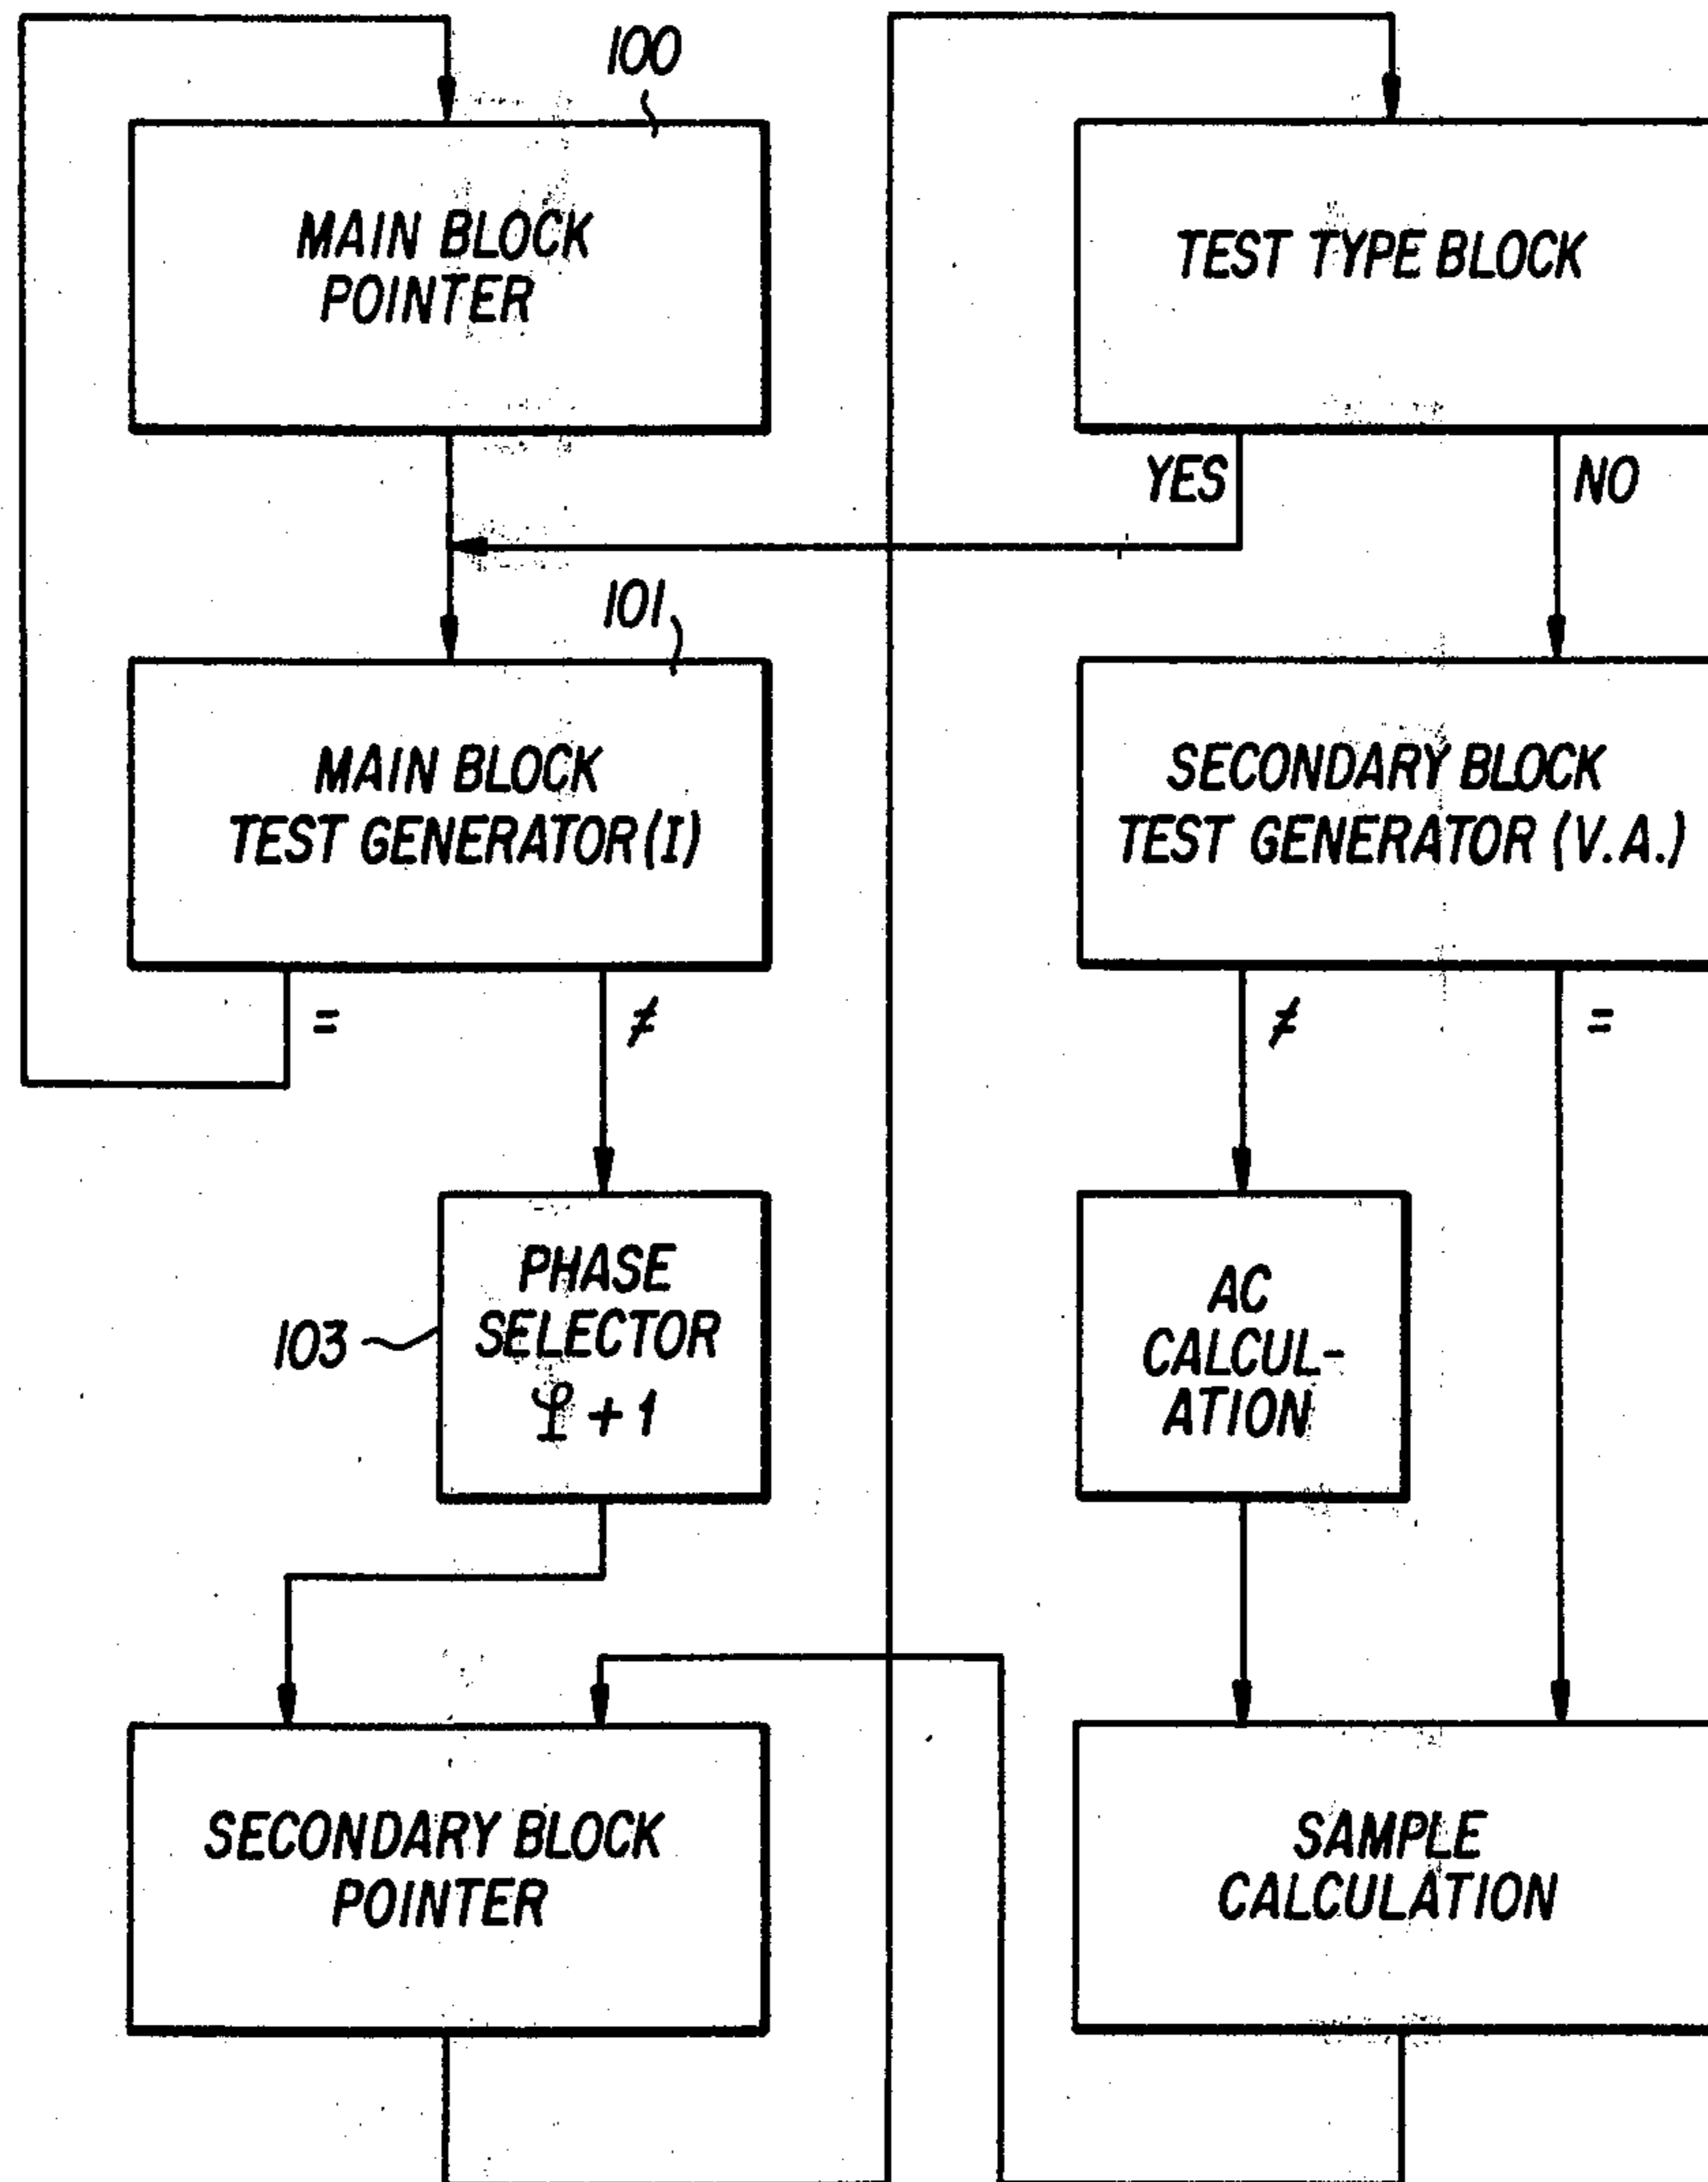 100
MAIN BLOCK
POINTER
TEST TYPE BLOCK
YES
NO
101
MAIN BLOCK
TEST GENERATOR (I)
SECONDARY BLOCK
TEST GENERATOR (V.A.)
=
≠
≠
=
103
PHASE
SELECTOR
φ + 1
AC
CALCUL-
ATION
SECONDARY BLOCK
POINTER
SAMPLE
CALCULATION